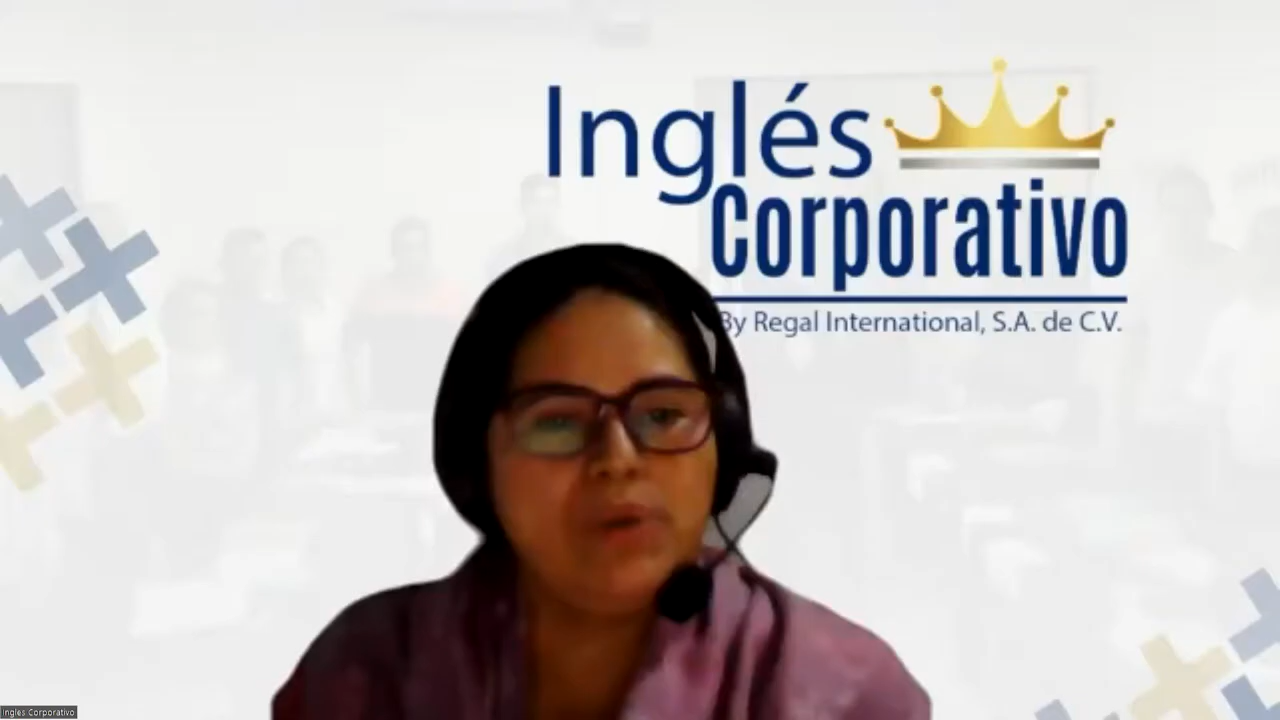 Inglés
Corporativo
By Regal International, S.A. de C.V.
Ingles Corporativo